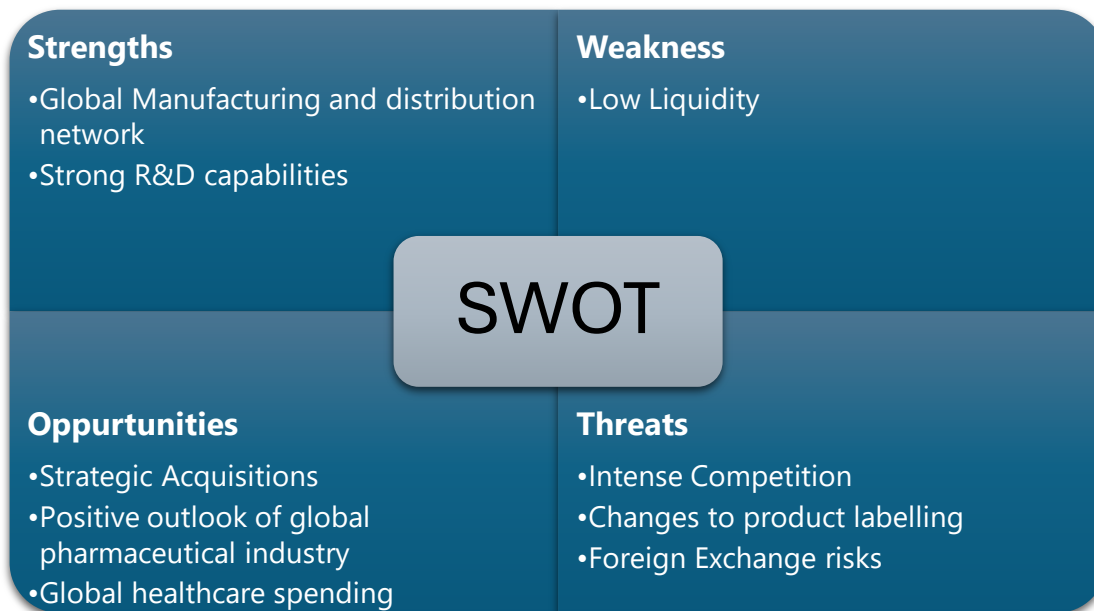 Strengths
•Global Manufacturing and distribution
network
•Strong R&D capabilities
Weakness
•Low Liquidity
SWOT
Oppurtunities
•Strategic Acquisitions
•Positive outlook of global
pharmaceutical industry
•Global healthcare spending
Threats
•Intense Competition
•Changes to product labelling
•Foreign Exchange risks